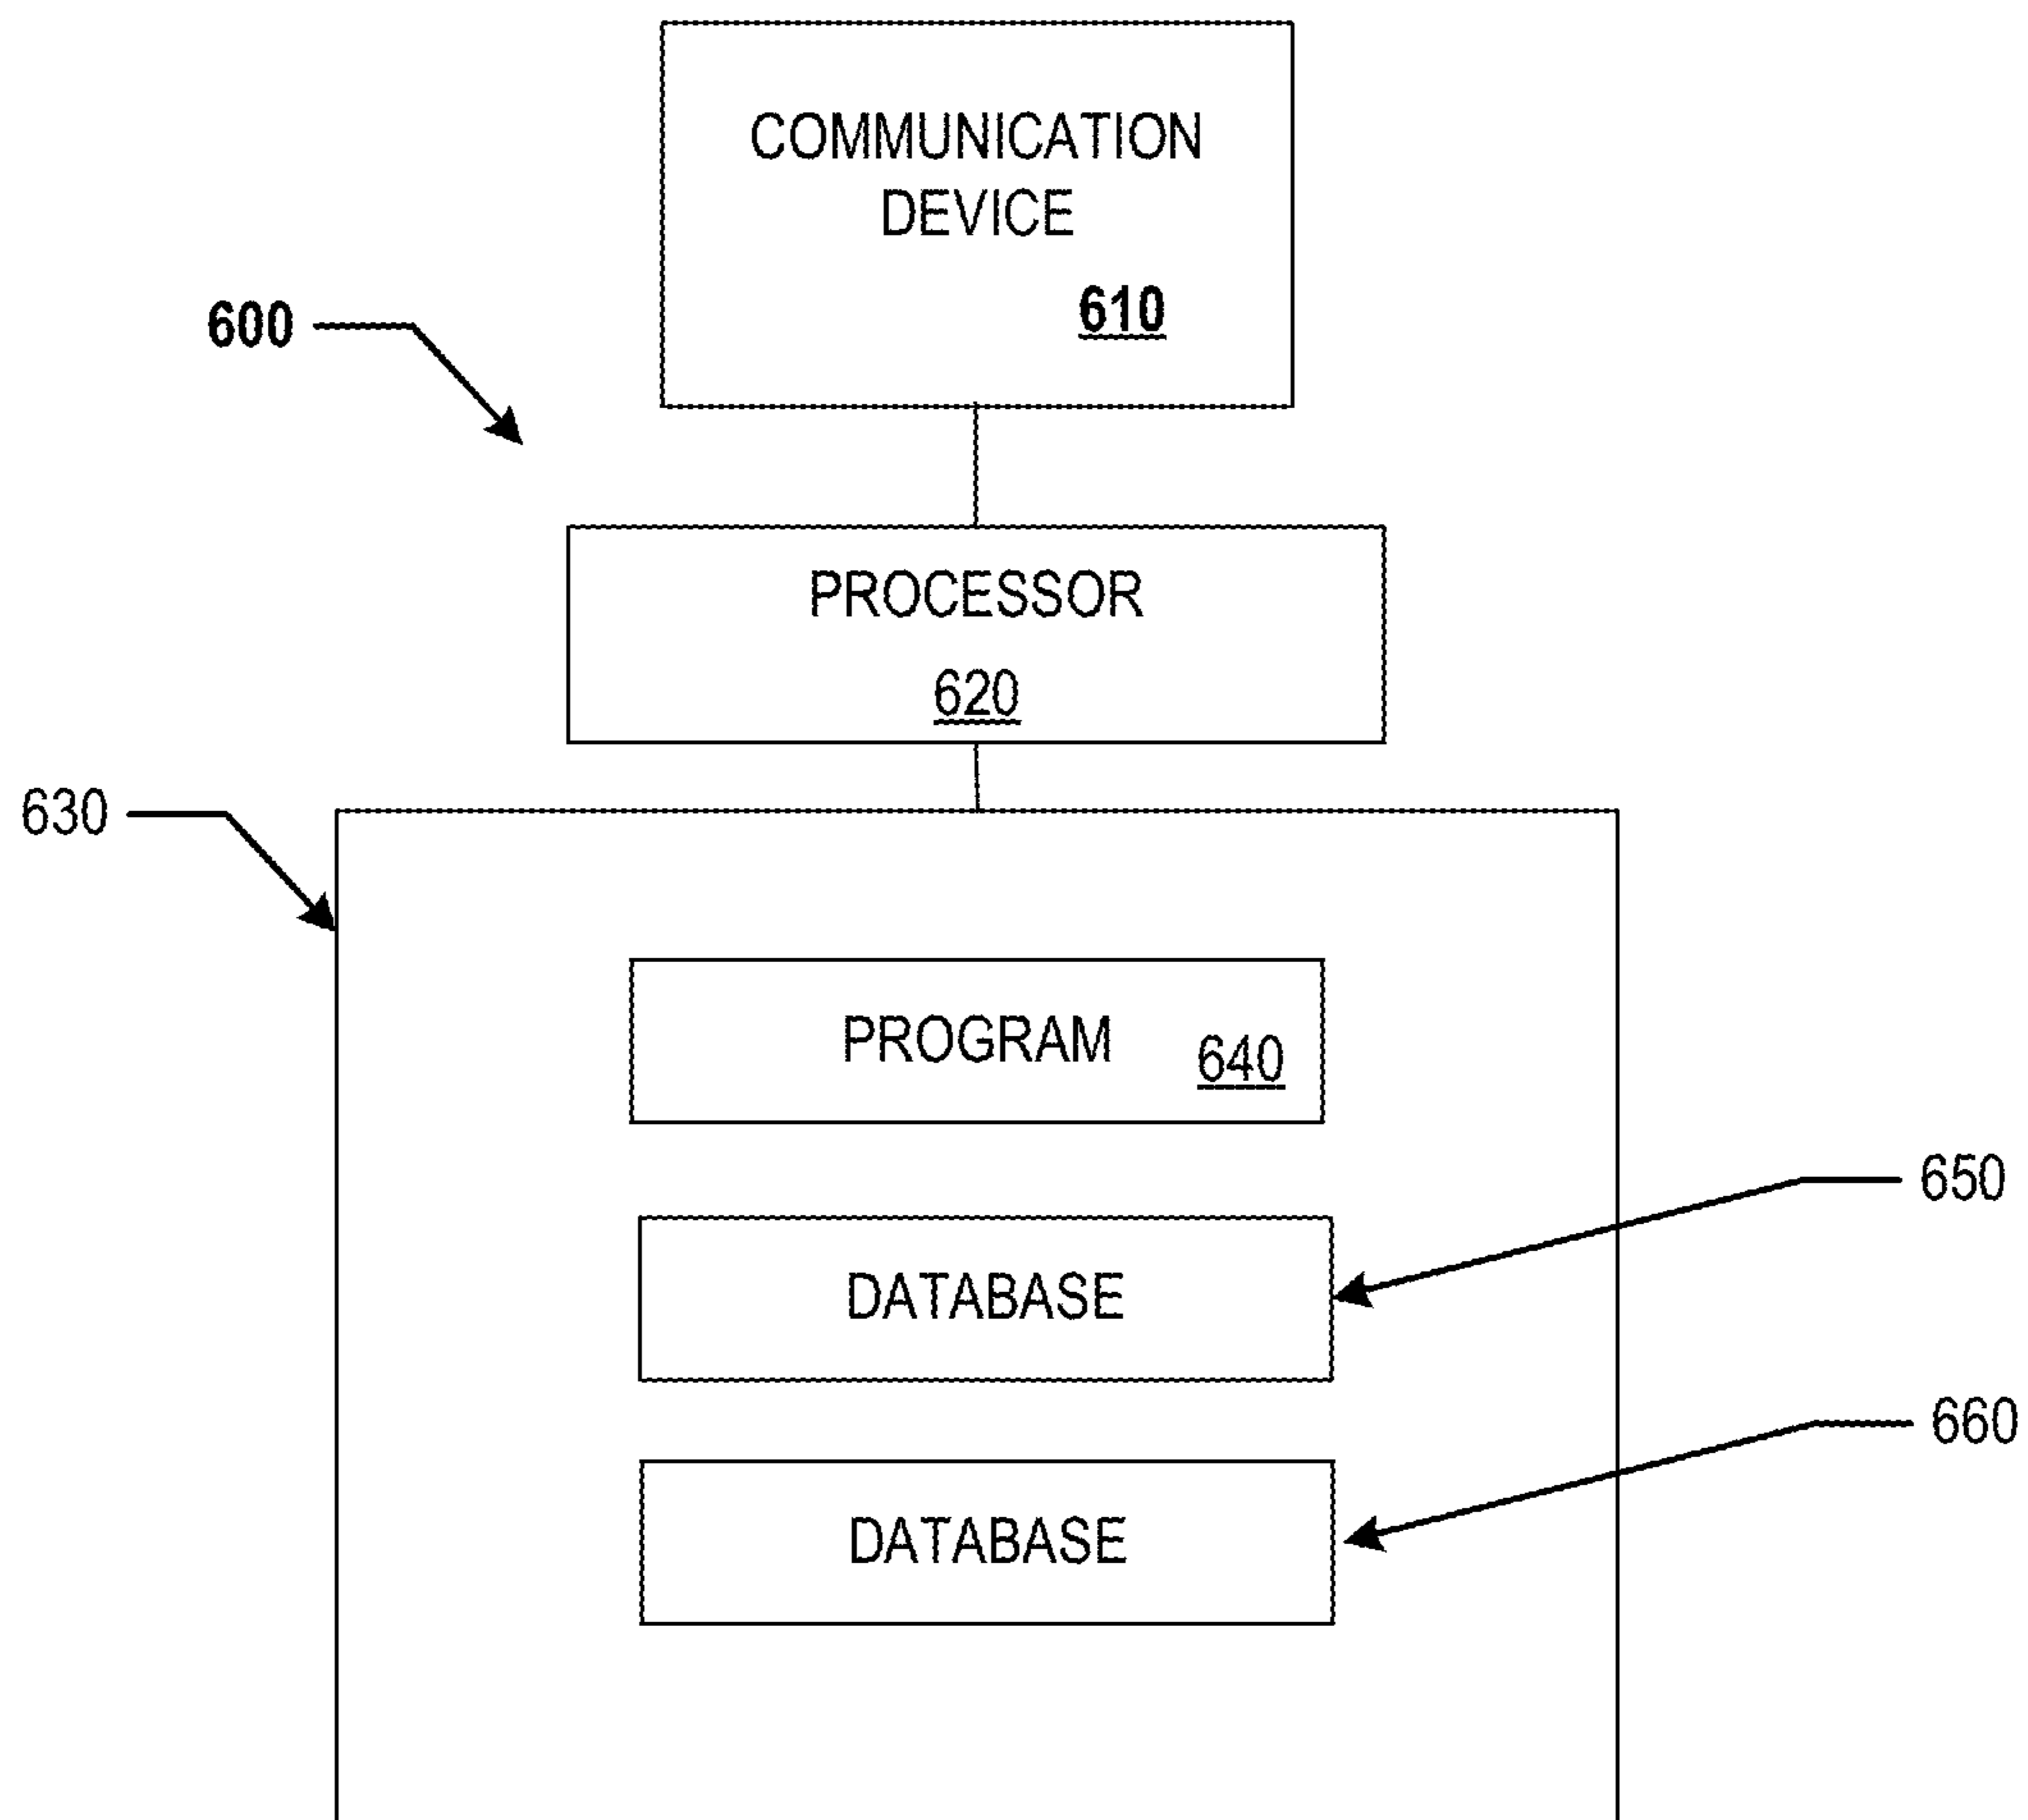 COMMUNICATION
DEVICE
610
600
PROCESSOR
620
630
PROGRAM 640
650
DATABASE
660
DATABASE